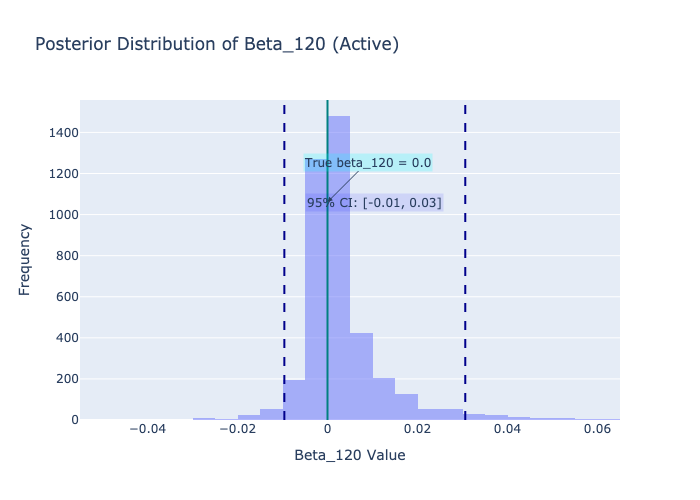 Posterior Distribution of Beta_120 (Active)
1400
1200
1000
800
600
400
200
0
Frequency
True beta_120 = 0.0
95% CI: [-0.01, 0.03]
−0.04
−0.02
0
0.02
0.04
0.06
Beta_120 Value